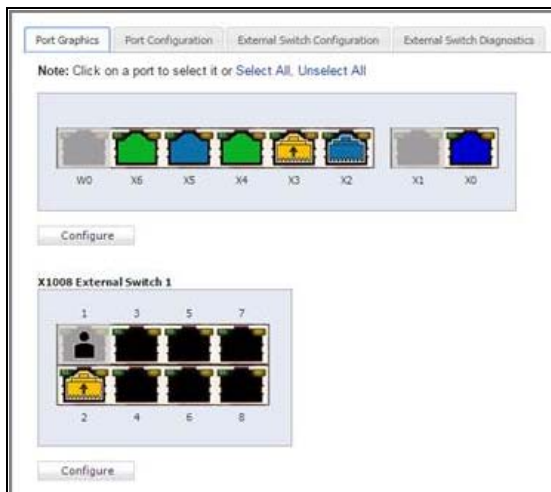 Port Graphics Port Configuration External Switch Configuration External Switch Diagnostics
Note: Click on a port to select it or Select All, Unselect All
W0 X6 X5 X4 X3 X2 X1 X0
Configure
X1008 External Switch 1
1 3 5 7
2 4 6 8
Configure